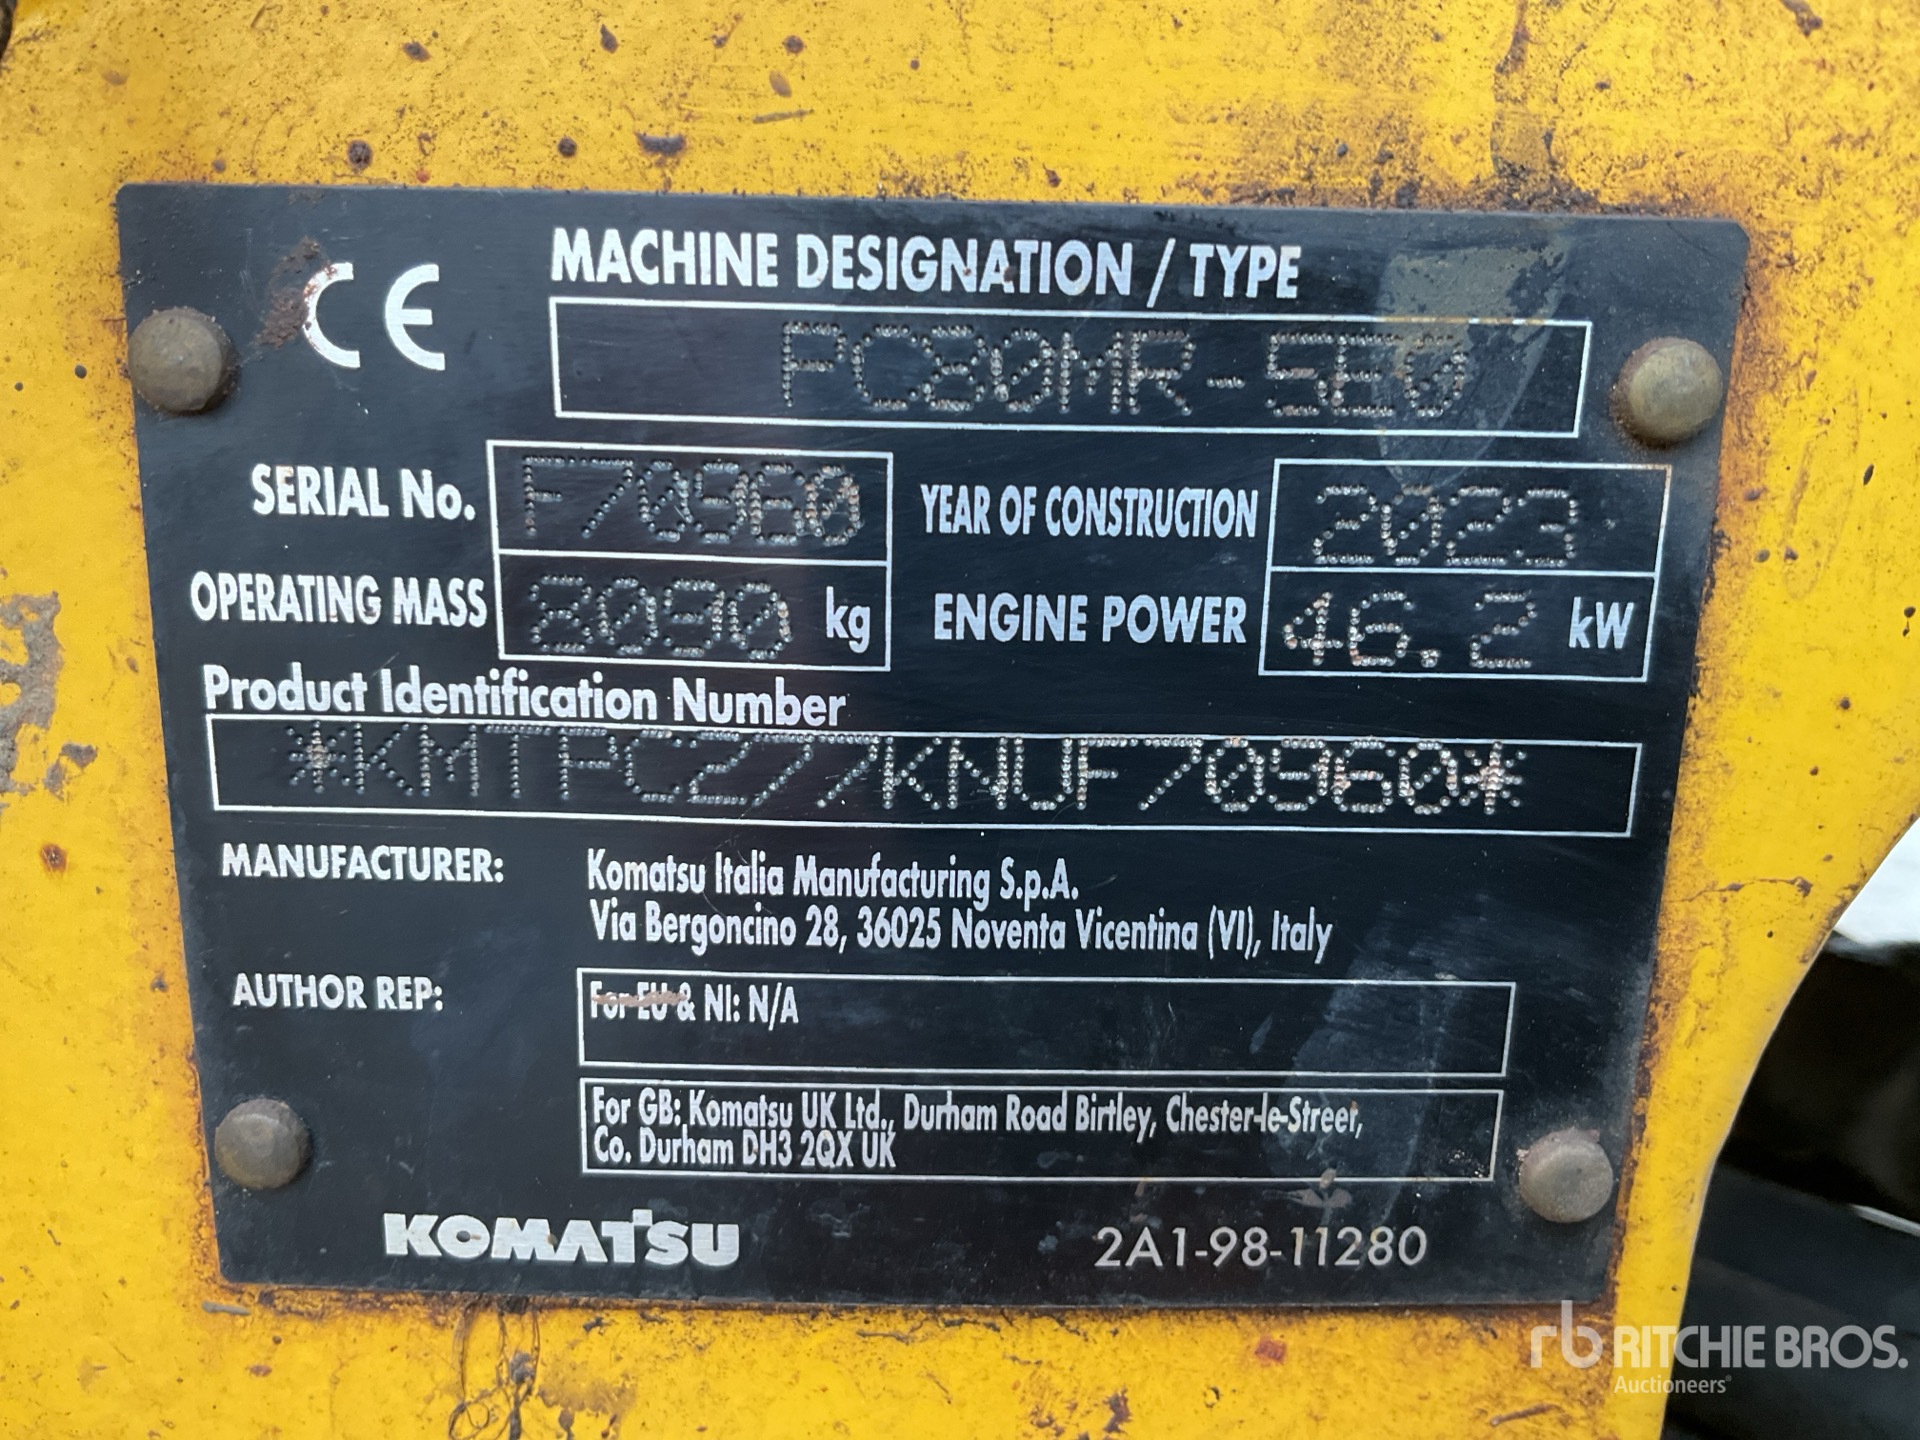 CE
MACHINE DESIGNATION / TYPE
PC80MR-5E0
SERIAL No. F70960
YEAR OF CONSTRUCTION 2023
OPERATING MASS 8090 kg
ENGINE POWER 46.2 kW
Product Identification Number
*KMTPC277KNUF70960*
MANUFACTURER: Komatsu Italia Manufacturing S.p.A.
Via Bergoncino 28, 36025 Noventa Vicentina (VI), Italy
AUTHOR REP: For EU & NI: N/A
For GB: Komatsu UK Ltd., Durham Road Birtley, Chester-le-Street,
Co. Durham DH3 2QX UK
KOMATSU
2A1-98-11280
rb RITCHIE BROS.
Auctioneers